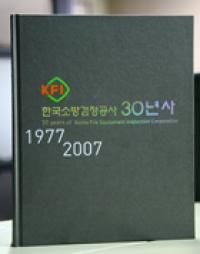 KFI
한국소방검정공사 30년사
30 years of Korea Fire Equipment Inspection Corporation
1977
2007